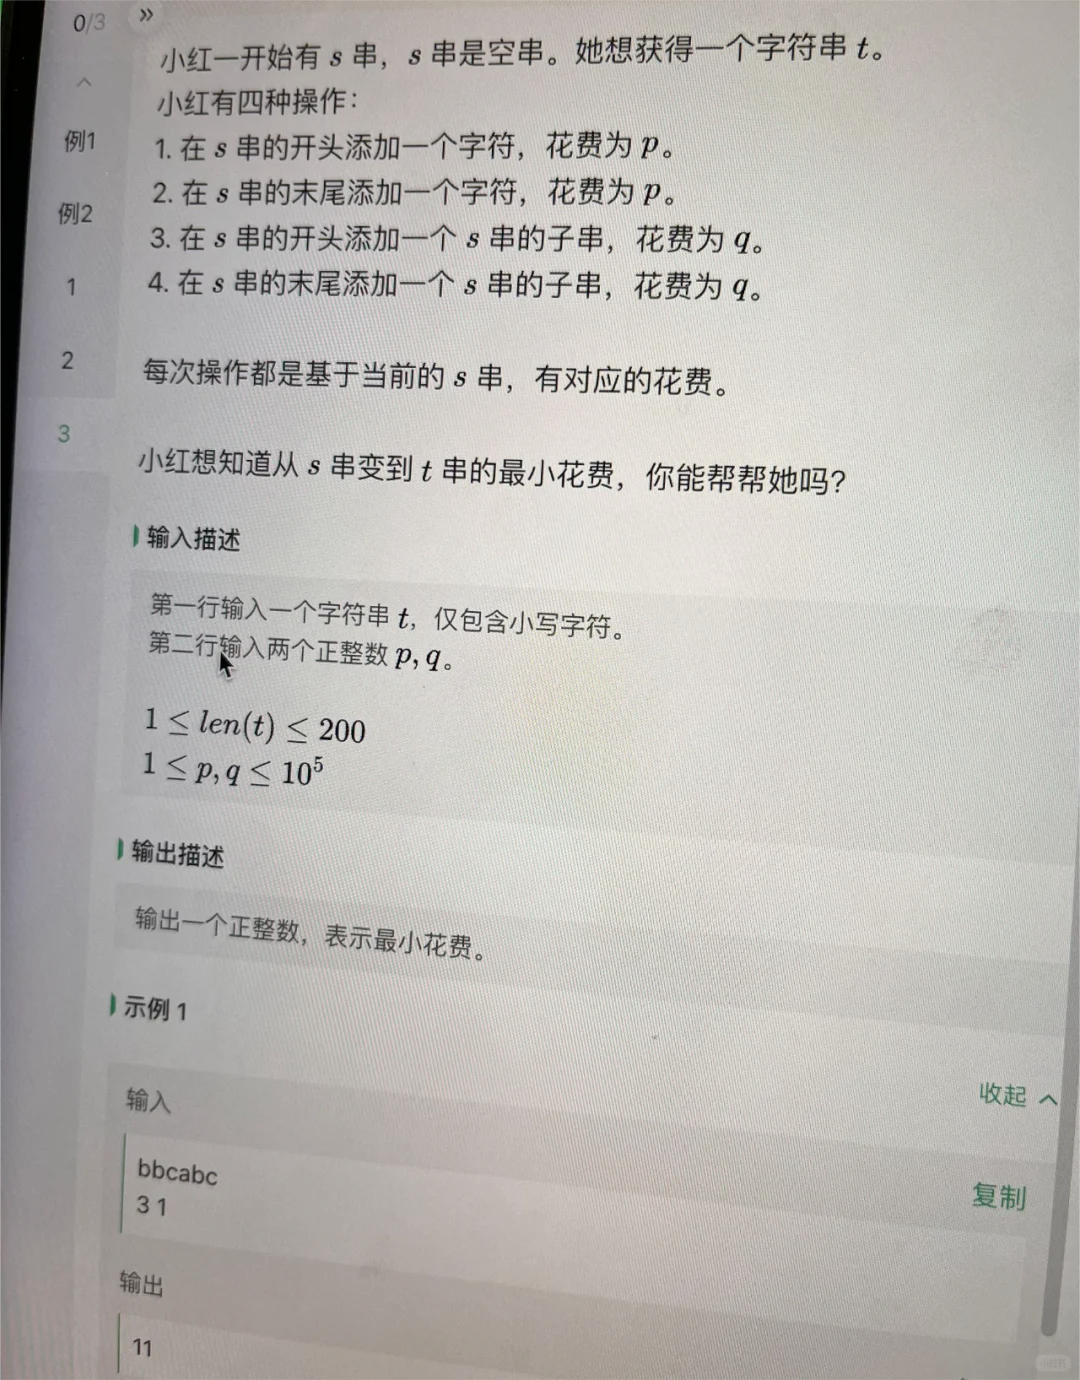 0/3 »
小红一开始有 s 串，s 串是空串。她想获得一个字符串 t。
小红有四种操作：
例1
1. 在 s 串的开头添加一个字符，花费为 p。
2. 在 s 串的末尾添加一个字符，花费为 p。
例2
3. 在 s 串的开头添加一个 s 串的子串，花费为 q。
1
4. 在 s 串的末尾添加一个 s 串的子串，花费为 q。
2
每次操作都是基于当前的 s 串，有对应的花费。
3
小红想知道从 s 串变到 t 串的最小花费，你能帮帮她吗？
输入描述
第一行输入一个字符串 t，仅包含小写字符。
第二行输入两个正整数 p, q。
1 ≤ len(t) ≤ 200
1 ≤ p, q ≤ 10⁵
输出描述
输出一个正整数，表示最小花费。
示例 1
收起
输入
复制
bbcabc
3 1
输出
11